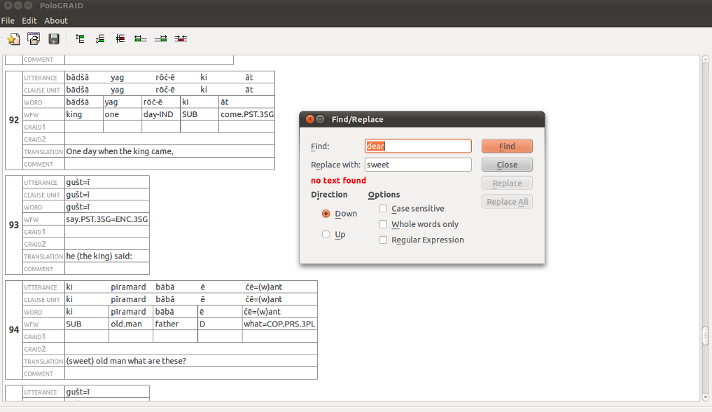 PoloGRAID
File Edit About
COMMENT
92
UTTERANCE bādšā yag rōč-ē ki āt
CLAUSE UNIT bādšā yag rōč-ē ki āt
WORD bādšā yag rōč-ē ki āt
WFW king one day-IND SUB come.PST.3SG
GRAID1
GRAID2
TRANSLATION One day when the king came,
COMMENT
93
UTTERANCE gušt=ī
CLAUSE UNIT gušt=ī
WORD gušt=ī
WFW say.PST.3SG=ENC.3SG
GRAID1
GRAID2
TRANSLATION he (the king) said:
COMMENT
94
UTTERANCE ki pīramard bābā ē čē=(w)ant
CLAUSE UNIT ki pīramard bābā ē čē=(w)ant
WORD ki pīramard bābā ē čē=(w)ant
WFW SUB old.man father D what=COP.PRS.3PL
GRAID1
GRAID2
TRANSLATION (sweet) old man what are these?
COMMENT
UTTERANCE gušt=ī
Find/Replace
Find: dear Find
Replace with: sweet Close
no text found Replace
Direction Options Replace All
Down Case sensitive
Whole words only
Up Regular Expression